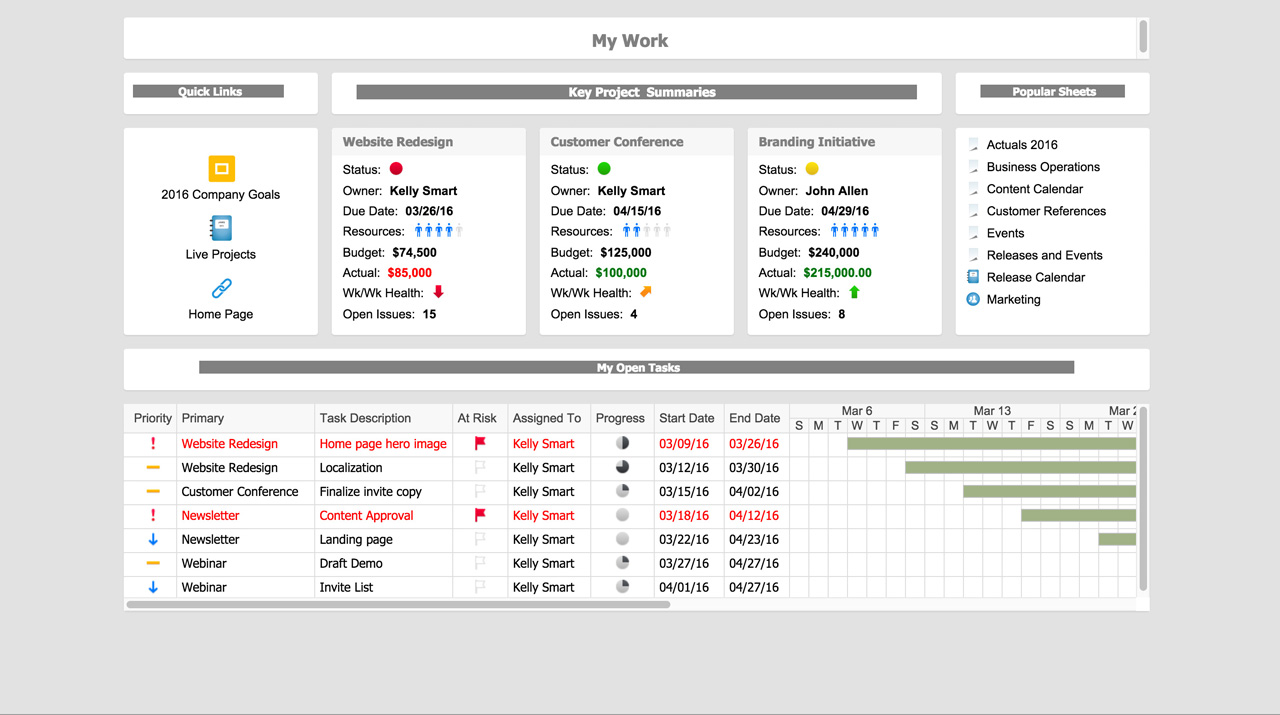 My Work
Quick Links
Key Project Summaries
Popular Sheets
2016 Company Goals
Live Projects
Home Page
Website Redesign
Status:
Owner: Kelly Smart
Due Date: 03/26/16
Resources:
Budget: $74,500
Actual: $85,000
Wk/Wk Health:
Open Issues: 15
Customer Conference
Status:
Owner: Kelly Smart
Due Date: 04/15/16
Resources:
Budget: $125,000
Actual: $100,000
Wk/Wk Health:
Open Issues: 4
Branding Initiative
Status:
Owner: John Allen
Due Date: 04/29/16
Resources:
Budget: $240,000
Actual: $215,000.00
Wk/Wk Health:
Open Issues: 8
Actuals 2016
Business Operations
Content Calendar
Customer References
Events
Releases and Events
Release Calendar
Marketing
My Open Tasks
Priority Primary Task Description At Risk Assigned To Progress Start Date End Date
Mar 6 Mar 13 Mar
S M T W T F S S M T W T F S S M T W
Website Redesign Home page hero image Kelly Smart 03/09/16 03/26/16
Website Redesign Localization Kelly Smart 03/12/16 03/30/16
Customer Conference Finalize invite copy Kelly Smart 03/15/16 04/02/16
Newsletter Content Approval Kelly Smart 03/18/16 04/12/16
Newsletter Landing page Kelly Smart 03/22/16 04/23/16
Webinar Draft Demo Kelly Smart 03/27/16 04/27/16
Webinar Invite List Kelly Smart 04/01/16 04/27/16